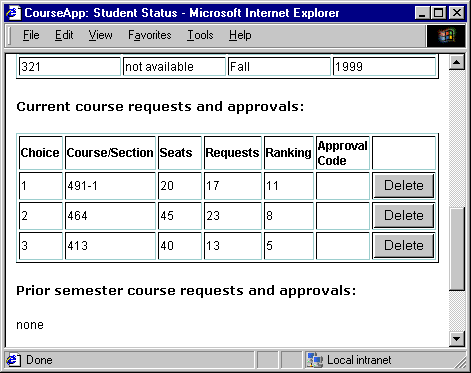 CourseApp: Student Status - Microsoft Internet Explorer
File Edit View Favorites Tools Help
321 not available Fall 1999
Current course requests and approvals:
Choice Course/Section Seats Requests Ranking Approval Code
1 491-1 20 17 11 Delete
2 464 45 23 8 Delete
3 413 40 13 5 Delete
Prior semester course requests and approvals:
none
Done Local intranet